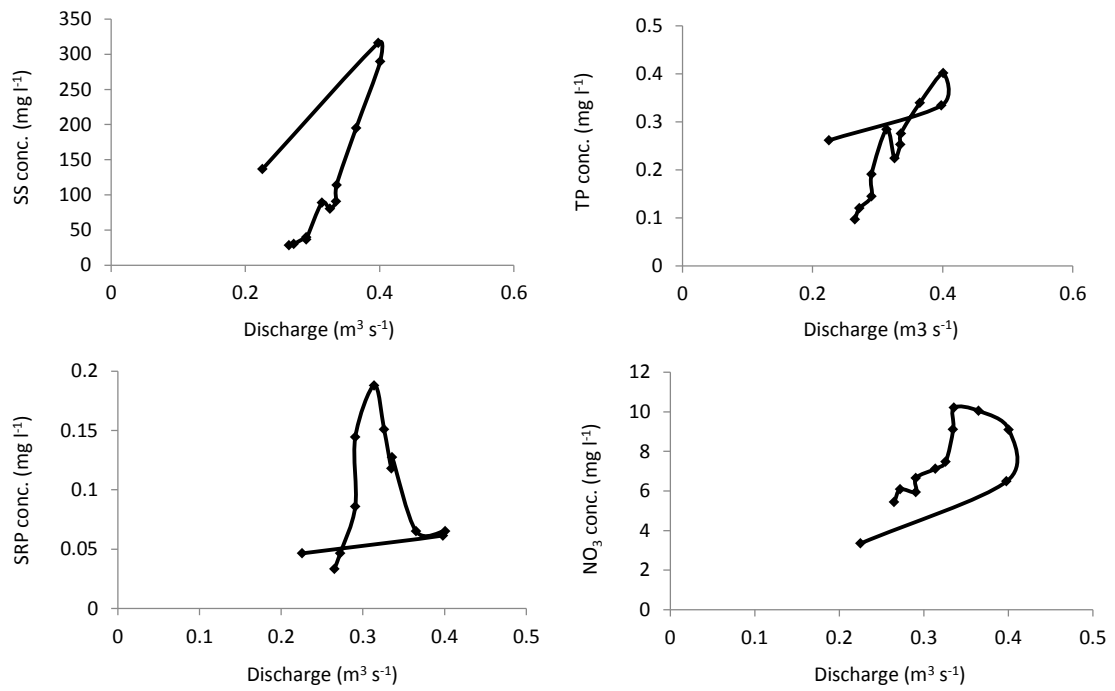 SS conc. (mg l⁻¹)
350
300
250
200
150
100
50
0
0 0.2 0.4 0.6
Discharge (m³ s⁻¹)
TP conc. (mg l⁻¹)
0.5
0.4
0.3
0.2
0.1
0
0 0.2 0.4 0.6
Discharge (m3 s⁻¹)
SRP conc. (mg l⁻¹)
0.2
0.15
0.1
0.05
0
0 0.1 0.2 0.3 0.4 0.5
Discharge (m³ s⁻¹)
NO₃ conc. (mg l⁻¹)
12
10
8
6
4
2
0
0 0.1 0.2 0.3 0.4 0.5
Discharge (m³ s⁻¹)